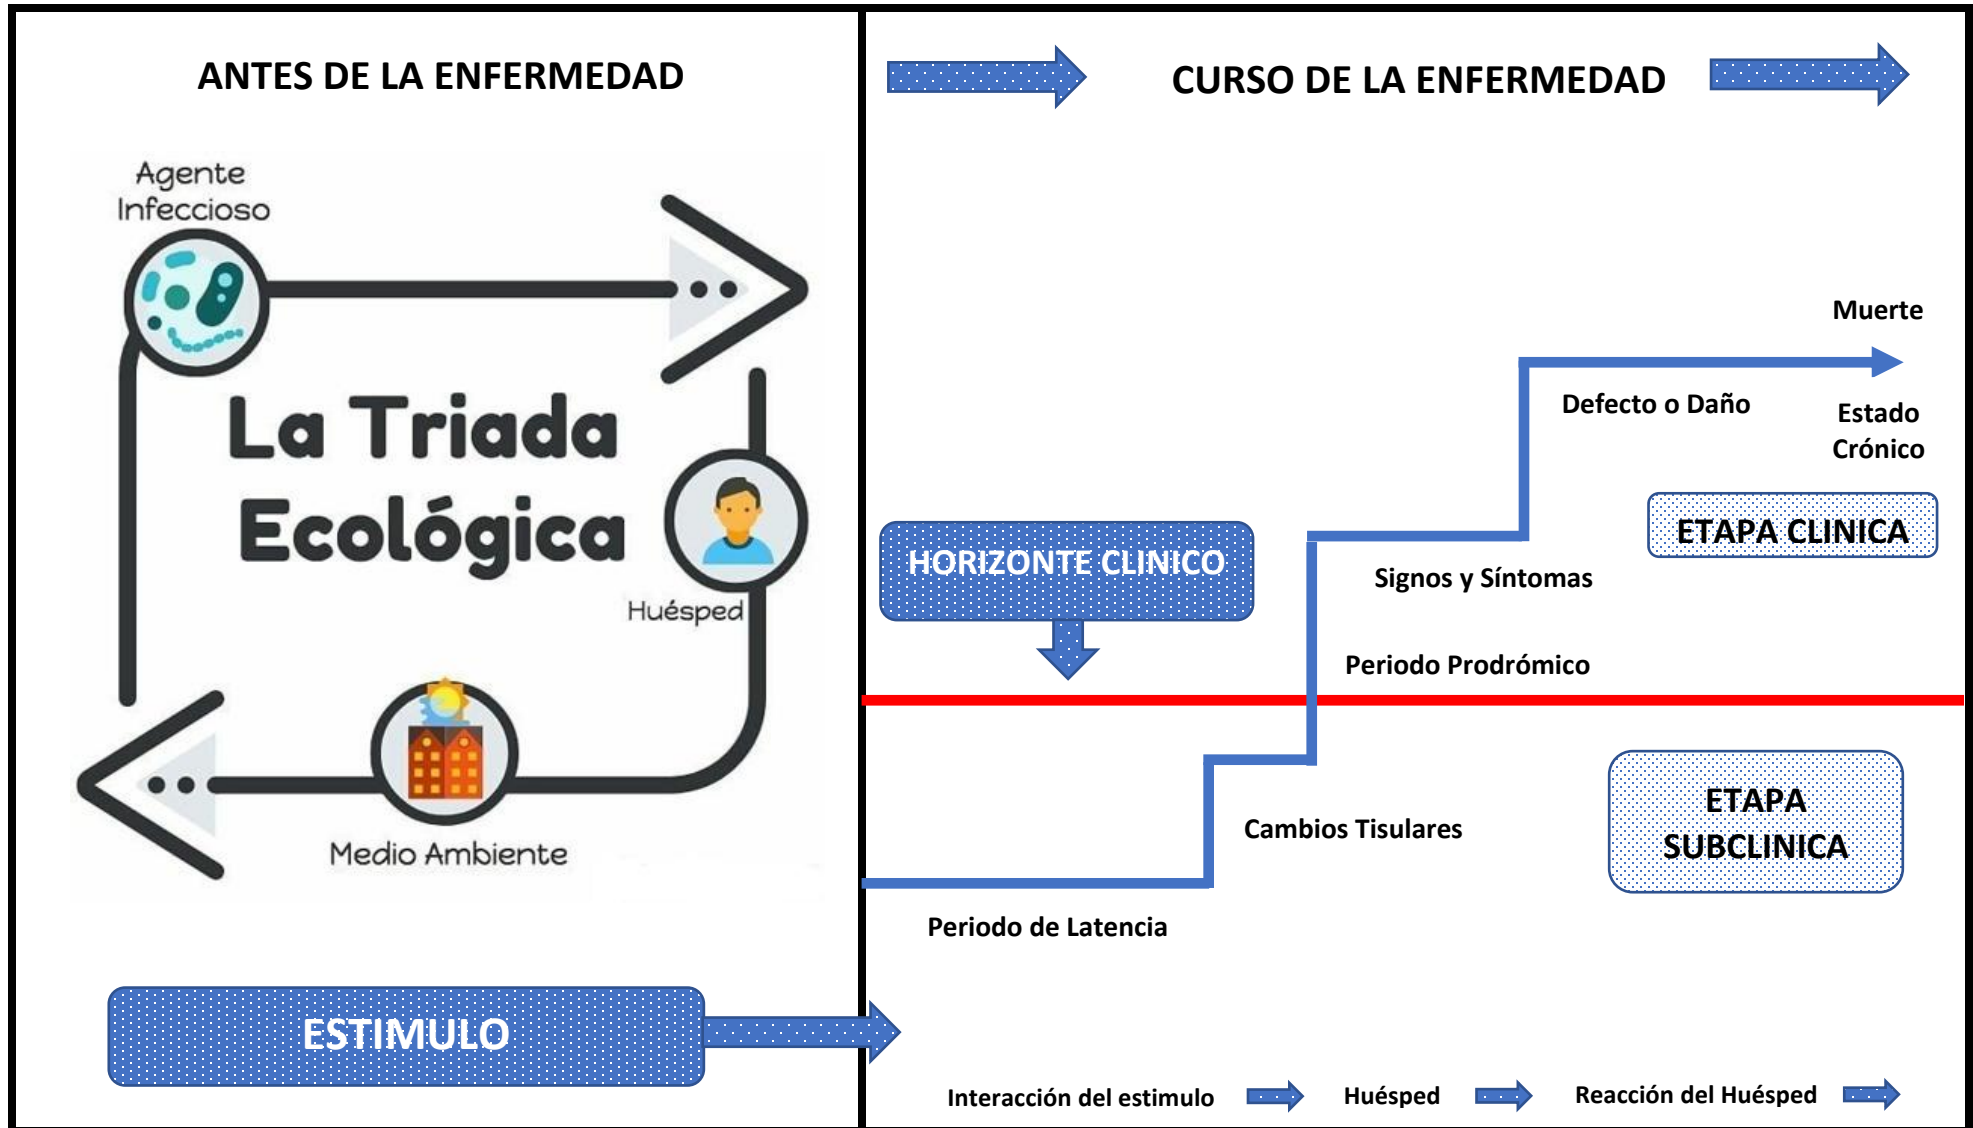 ANTES DE LA ENFERMEDAD
Agente
Infeccioso
La Triada
Ecológica
Huésped
Medio Ambiente
ESTIMULO
CURSO DE LA ENFERMEDAD
Muerte
Defecto o Daño
Estado
Crónico
ETAPA CLINICA
HORIZONTE CLINICO
Signos y Síntomas
Periodo Prodrómico
ETAPA
SUBCLINICA
Cambios Tisulares
Periodo de Latencia
Interacción del estimulo
Huésped
Reacción del Huésped